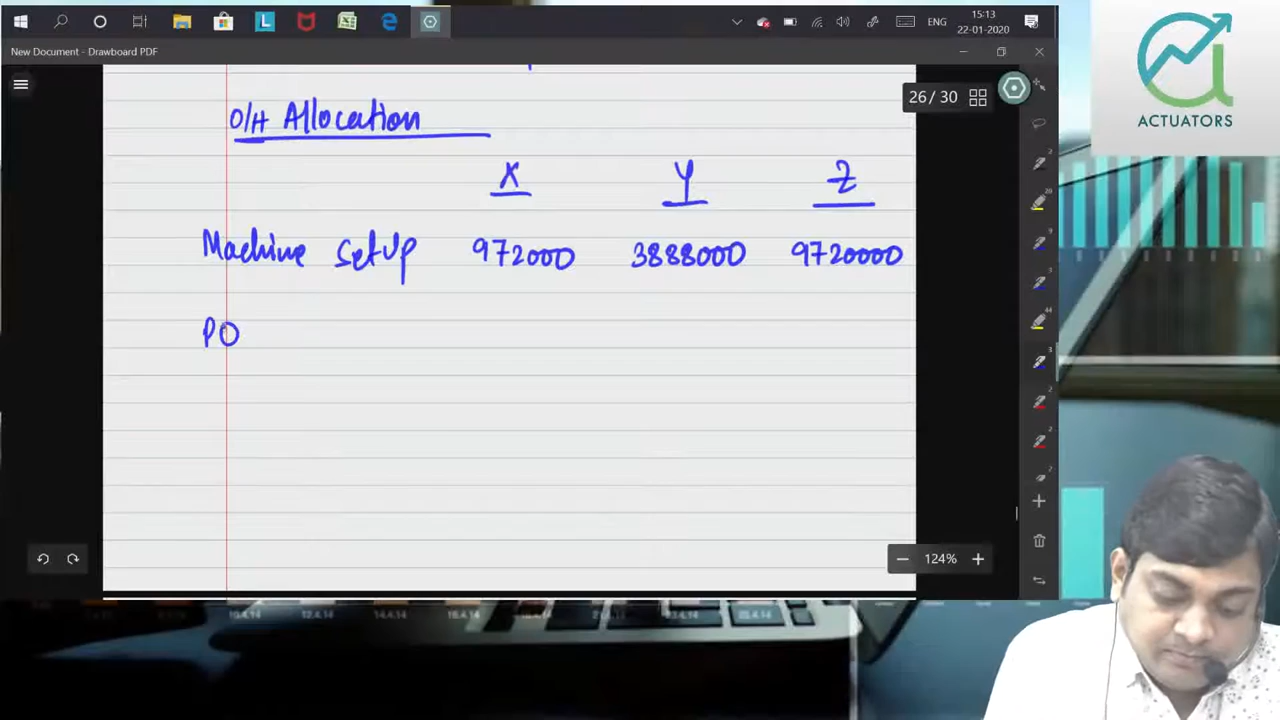 ENG
15:13
22-01-2020
New Document - Drawboard PDF
26 / 30
O/H Allocation
X Y Z
Machine SetUp 972000 3888000 9720000
PO
124%
ACTUATORS